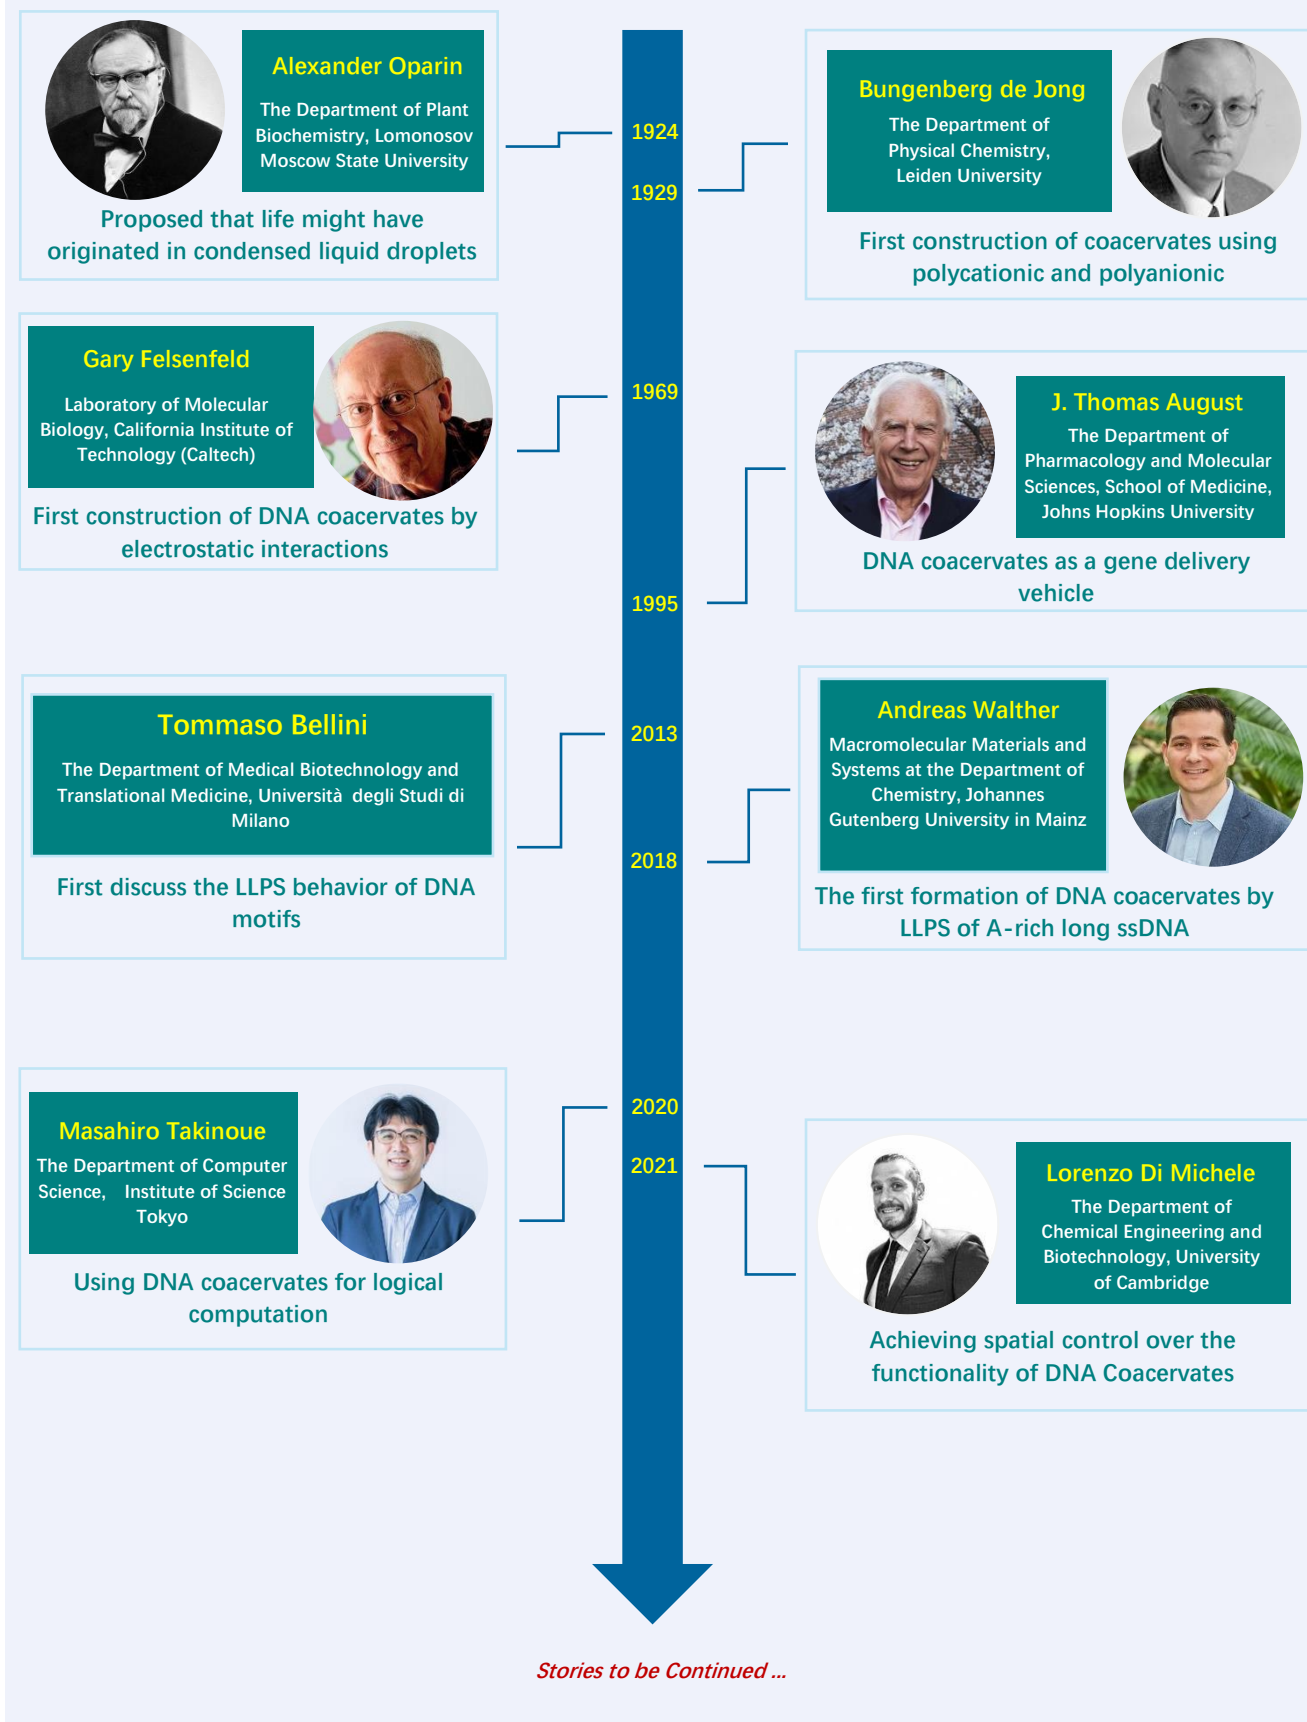 Alexander Oparin
The Department of Plant
Biochemistry, Lomonosov
Moscow State University
Proposed that life might have
originated in condensed liquid droplets
1924
1929
Bungenberg de Jong
The Department of
Physical Chemistry,
Leiden University
First construction of coacervates using
polycationic and polyanionic
Gary Felsenfeld
Laboratory of Molecular
Biology, California Institute of
Technology (Caltech)
First construction of DNA coacervates by
electrostatic interactions
1969
J. Thomas August
The Department of
Pharmacology and Molecular
Sciences, School of Medicine,
Johns Hopkins University
DNA coacervates as a gene delivery
vehicle
1995
Tommaso Bellini
The Department of Medical Biotechnology and
Translational Medicine, Università degli Studi di
Milano
First discuss the LLPS behavior of DNA
motifs
2013
2018
Andreas Walther
Macromolecular Materials and
Systems at the Department of
Chemistry, Johannes
Gutenberg University in Mainz
The first formation of DNA coacervates by
LLPS of A-rich long ssDNA
Masahiro Takinoue
The Department of Computer
Science, Institute of Science
Tokyo
Using DNA coacervates for logical
computation
2020
2021
Lorenzo Di Michele
The Department of
Chemical Engineering and
Biotechnology, University
of Cambridge
Achieving spatial control over the
functionality of DNA Coacervates
Stories to be Continued ...